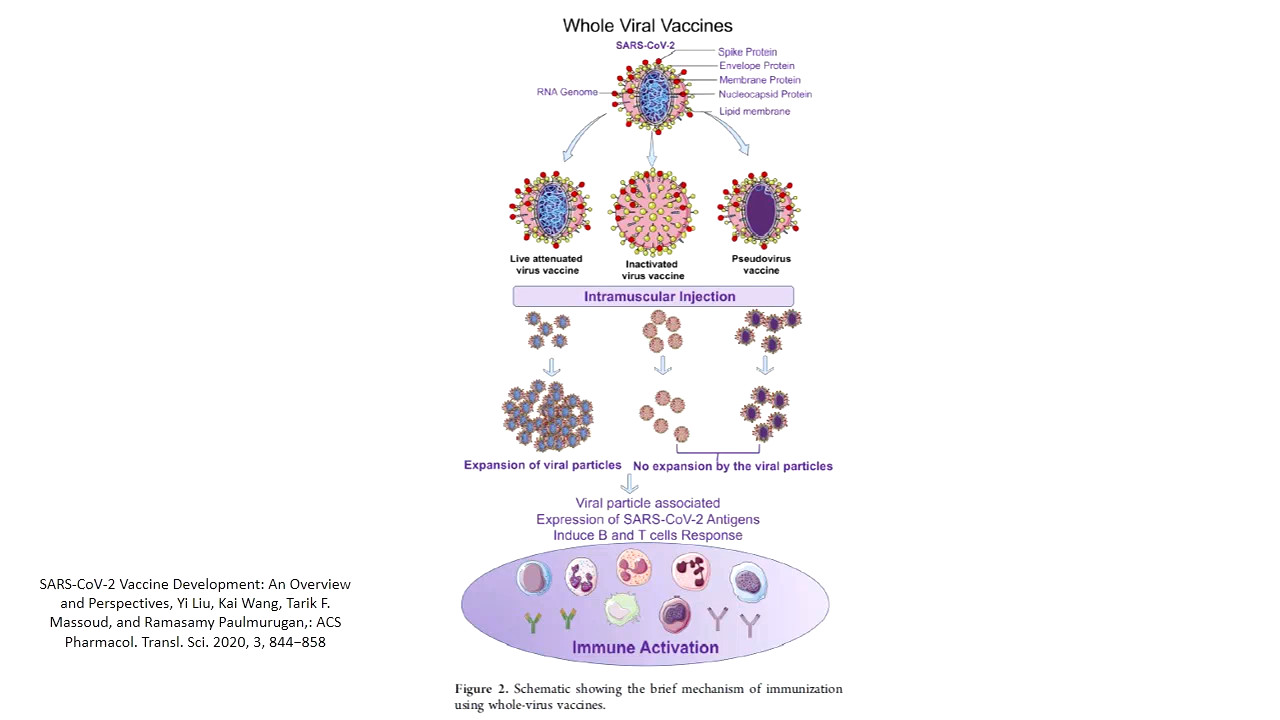 Whole Viral Vaccines
SARS-CoV-2
Spike Protein
Envelope Protein
Membrane Protein
RNA Genome
Nucleocapsid Protein
Lipid membrane
Live attenuated
virus vaccine
Inactivated
virus vaccine
Pseudovirus
vaccine
Intramuscular Injection
Expansion of viral particles
No expansion by the viral particles
Viral particle associated
Expression of SARS-CoV-2 Antigens
Induce B and T cells Response
Immune Activation
SARS-CoV-2 Vaccine Development: An Overview
and Perspectives, Yi Liu, Kai Wang, Tarik F.
Massoud, and Ramasamy Paulmurugan,: ACS
Pharmacol. Transl. Sci. 2020, 3, 844−858
Figure 2. Schematic showing the brief mechanism of immunization
using whole-virus vaccines.